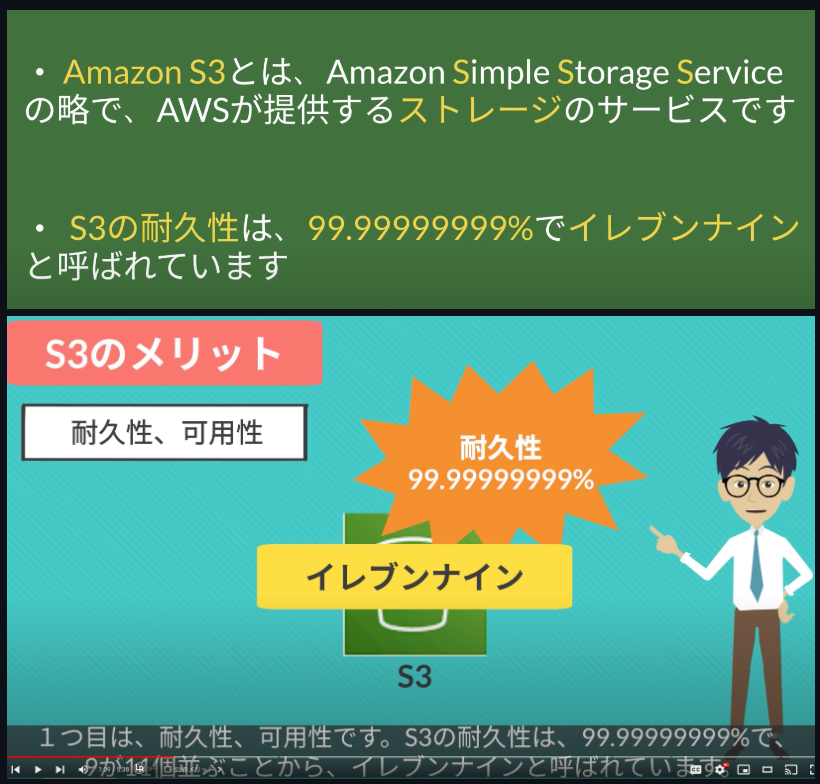 ・ Amazon S3とは、Amazon Simple Storage Service
の略で、AWSが提供するストレージのサービスです
・ S3の耐久性は、99.99999999%でイレブンナイン
と呼ばれています
S3のメリット
耐久性、可用性
耐久性
99.99999999%
イレブンナイン
S3
１つ目は、耐久性、可用性です。S3の耐久性は、99.99999999%で
9が11個並ぶことから、イレブンナインと呼ばれています